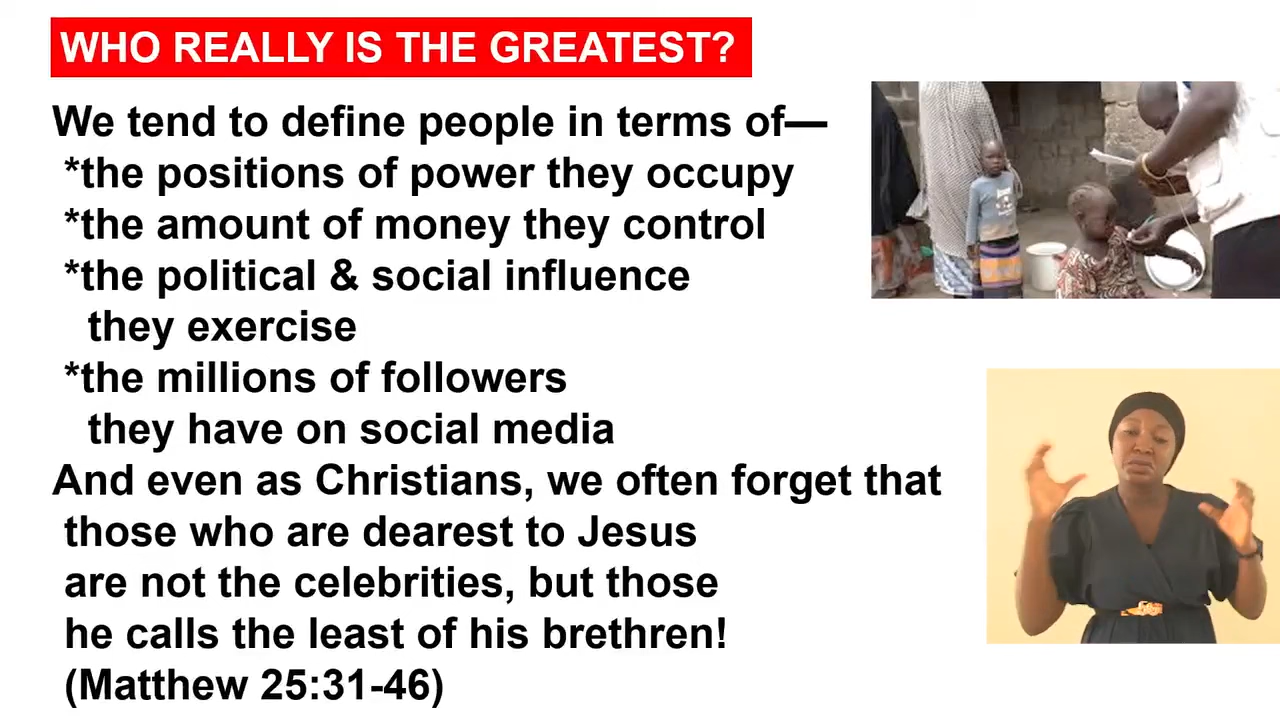 WHO REALLY IS THE GREATEST?
We tend to define people in terms of—
*the positions of power they occupy
*the amount of money they control
*the political & social influence
they exercise
*the millions of followers
they have on social media
And even as Christians, we often forget that
those who are dearest to Jesus
are not the celebrities, but those
he calls the least of his brethren!
(Matthew 25:31-46)